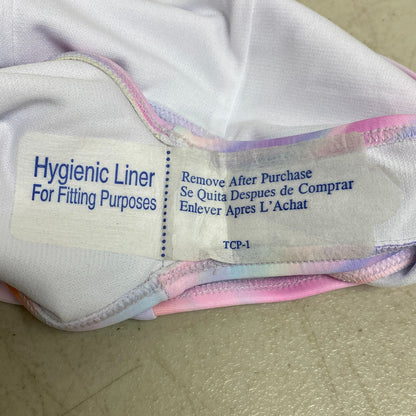 Hygienic Liner
For Fitting Purposes
Remove After Purchase
Se Quita Despues de Comprar
Enlever Apres L'Achat
TCP-1